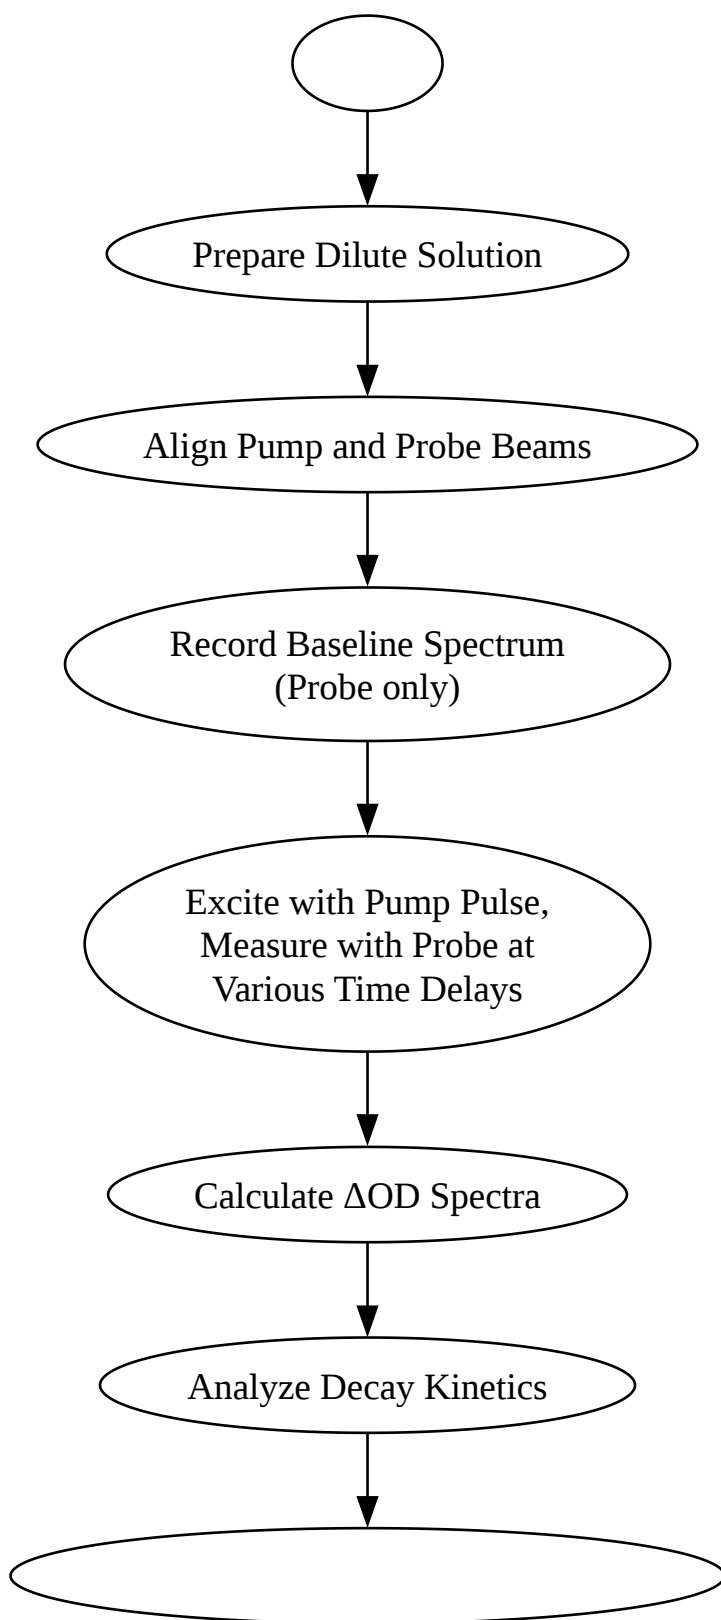 Prepare Dilute Solution
Align Pump and Probe Beams
Record Baseline Spectrum
(Probe only)
Excite with Pump Pulse,
Measure with Probe at
Various Time Delays
Calculate ΔOD Spectra
Analyze Decay Kinetics